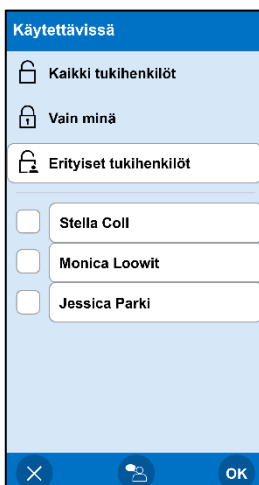 Käytettävissä
Kaikki tukihenkilöt
Vain minä
Erityiset tukihenkilöt
Stella Coll
Monica Loowit
Jessica Parki
OK